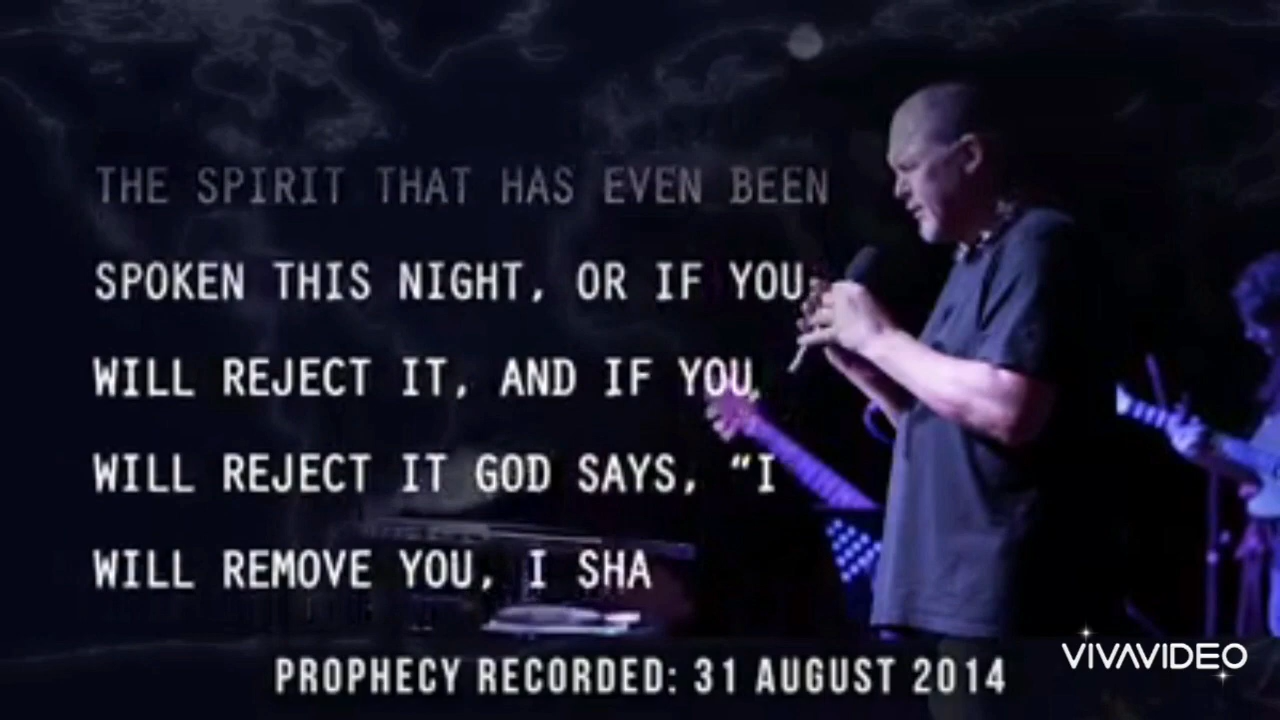 THE SPIRIT THAT HAS EVEN BEEN
SPOKEN THIS NIGHT, OR IF YOU
WILL REJECT IT, AND IF YOU
WILL REJECT IT GOD SAYS, “I
WILL REMOVE YOU, I SHA
PROPHECY RECORDED: 31 AUGUST 2014
VIVAVIDEO